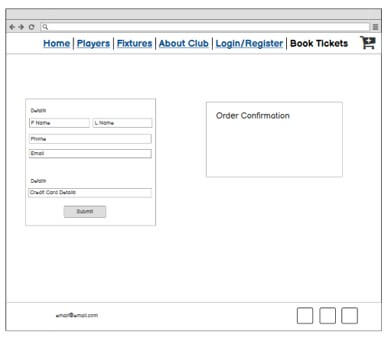 Home | Players | Fixtures | About Club | Login/Register | Book Tickets
Details
F Name
L Name
Phone
Email
Details
Credit Card Details
Submit
Order Confirmation
email@email.com